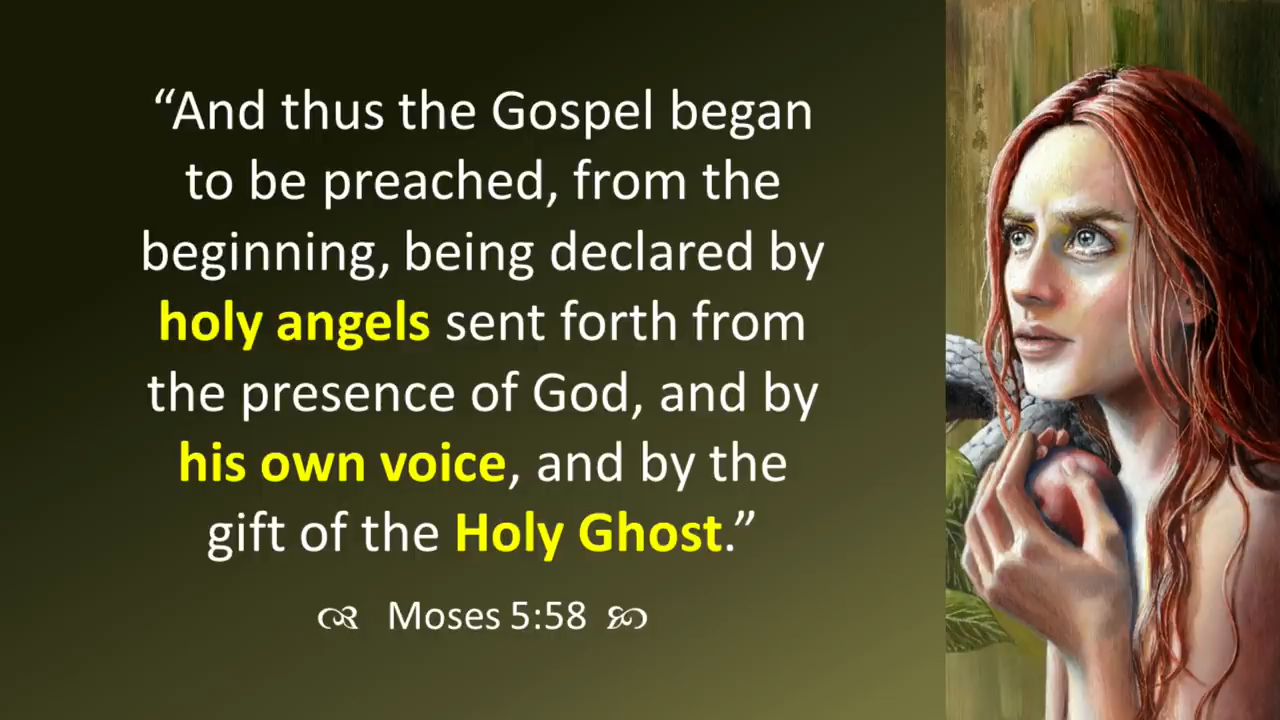 “And thus the Gospel began
to be preached, from the
beginning, being declared by
holy angels sent forth from
the presence of God, and by
his own voice, and by the
gift of the Holy Ghost.”
Moses 5:58